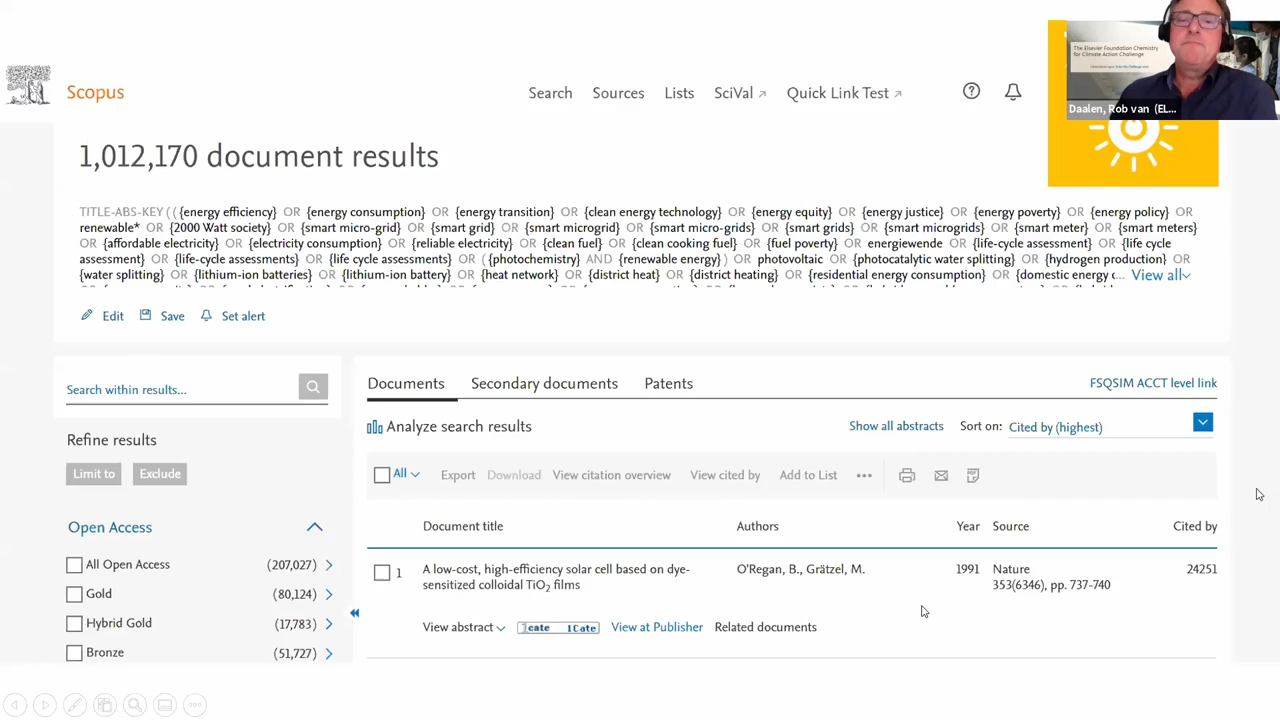 Scopus
Search Sources Lists SciVal ↗ Quick Link Test ↗
The Elsevier Foundation Chemistry
for Climate Action Challenge
Daalen, Rob van (EL...
1,012,170 document results
TITLE-ABS-KEY ( ( {energy efficiency} OR {energy consumption} OR {energy transition} OR {clean energy technology} OR {energy equity} OR {energy justice} OR {energy poverty} OR {energy policy} OR
renewable* OR {2000 Watt society} OR {smart micro-grid} OR {smart grid} OR {smart microgrid} OR {smart micro-grids} OR {smart grids} OR {smart microgrids} OR {smart meter} OR {smart meters}
OR {affordable electricity} OR {electricity consumption} OR {reliable electricity} OR {clean fuel} OR {clean cooking fuel} OR {fuel poverty} OR energiewende OR {life-cycle assessment} OR {life cycle
assessment} OR {life-cycle assessments} OR {life cycle assessments} OR ( {photochemistry} AND {renewable energy} ) OR photovoltaic OR {photocatalytic water splitting} OR {hydrogen production} OR
{water splitting} OR {lithium-ion batteries} OR {lithium-ion battery} OR {heat network} OR {district heat} OR {district heating} OR {residential energy consumption} OR {domestic energy c... View all
Edit Save Set alert
Search within results...
Documents Secondary documents Patents
FSQSIM ACCT level link
Analyze search results
Show all abstracts Sort on: Cited by (highest)
Refine results
Limit to Exclude
All Export Download View citation overview View cited by Add to List •••
Open Access
Document title Authors Year Source Cited by
All Open Access (207,027)
Gold (80,124)
Hybrid Gold (17,783)
Bronze (51,727)
1 A low-cost, high-efficiency solar cell based on dye- O'Regan, B., Grätzel, M. 1991 Nature 24251
sensitized colloidal TiO2 films 353(6346), pp. 737-740
View abstract 1Cate View at Publisher Related documents